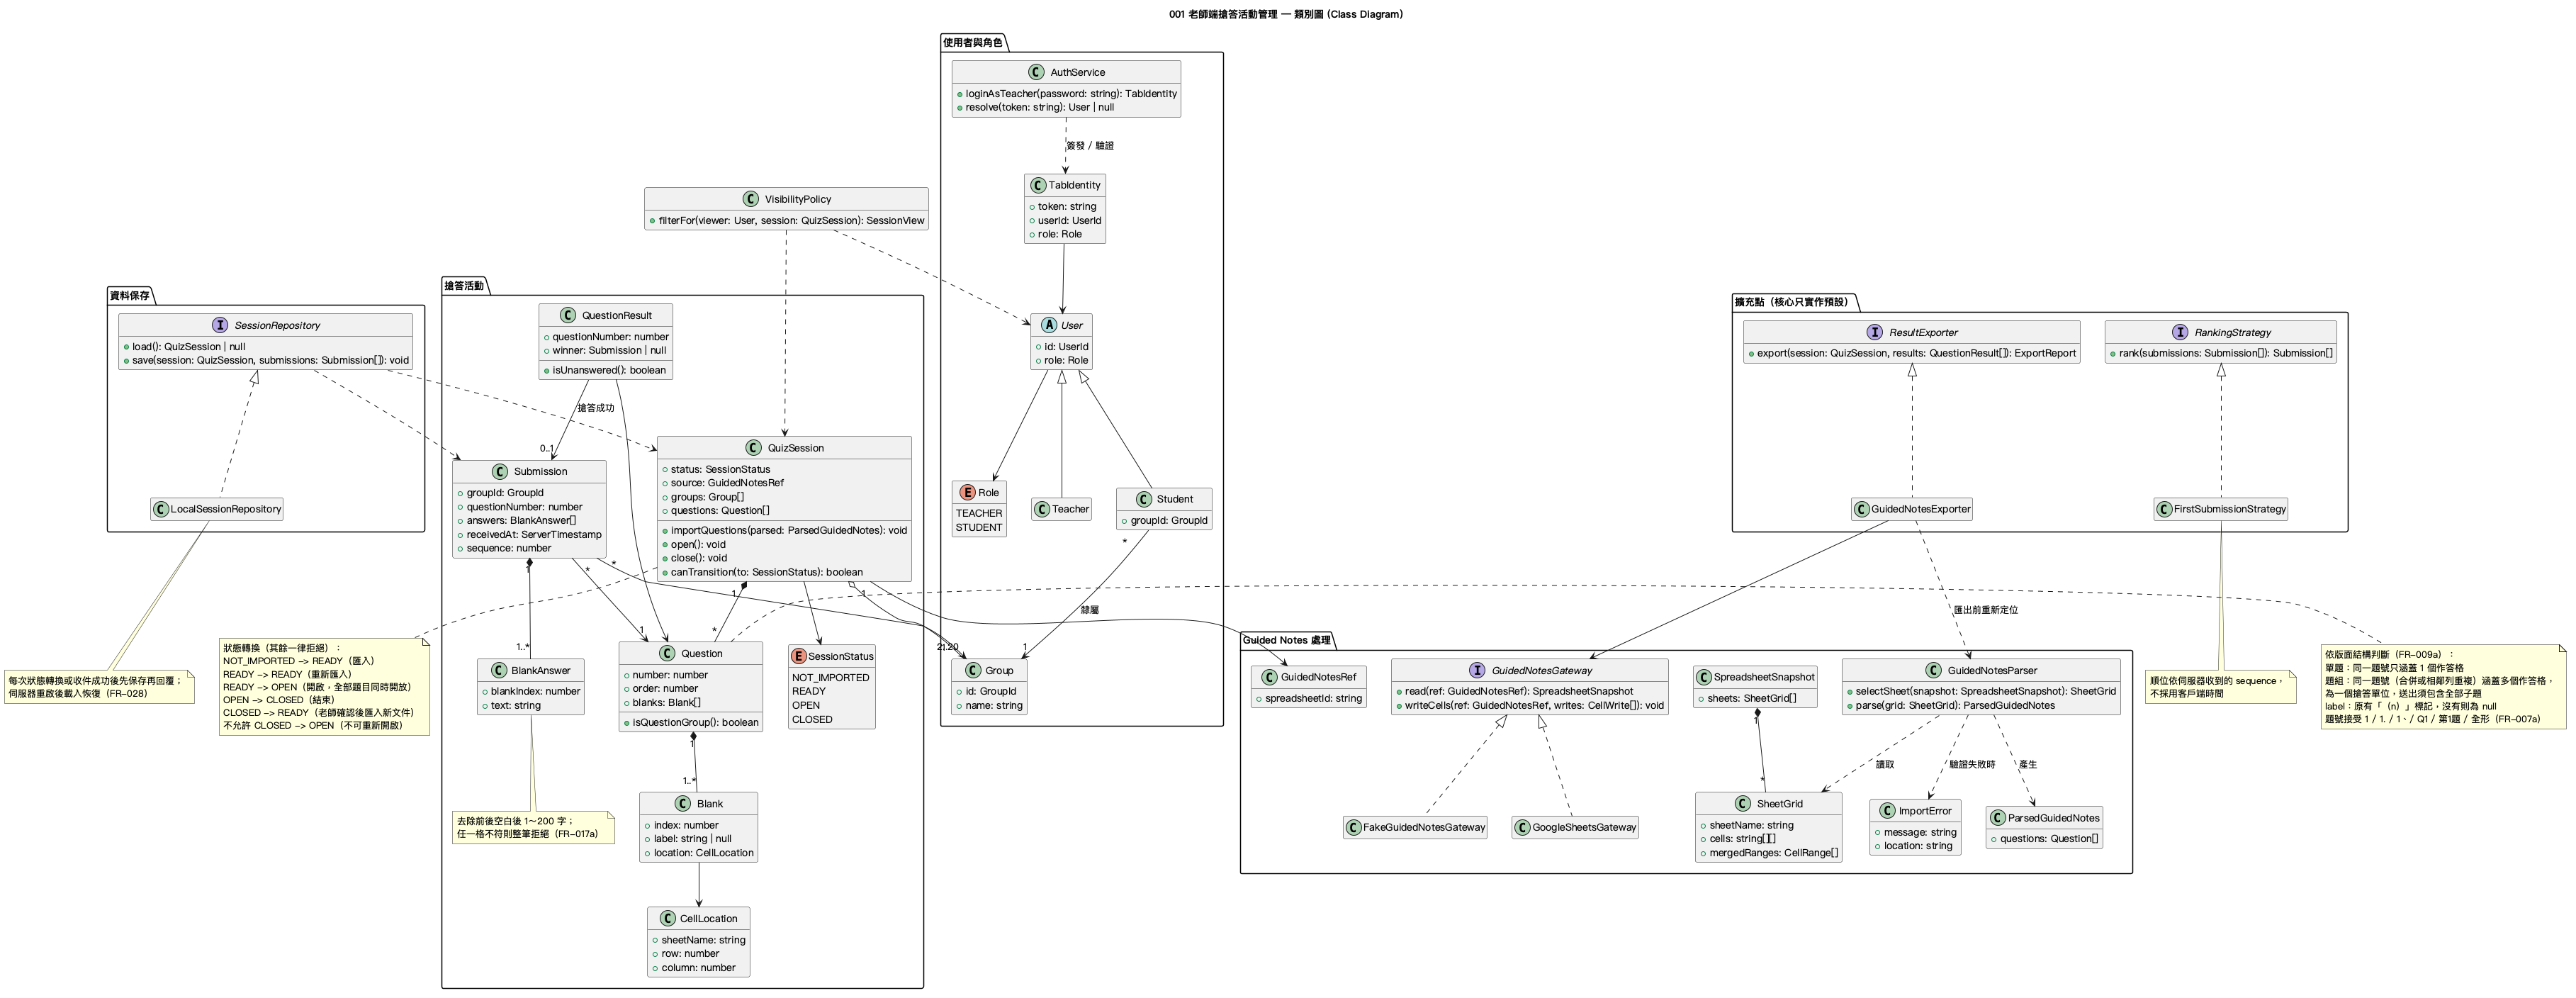 001 老師端搶答活動管理 — 類別圖 (Class Diagram)
使用者與角色
AuthService
loginAsTeacher(password: string): TabIdentity
resolve(token: string): User | null
簽發 / 驗證
TabIdentity
token: string
userId: UserId
role: Role
VisibilityPolicy
filterFor(viewer: User, session: QuizSession): SessionView
User
id: UserId
role: Role
Role
TEACHER
STUDENT
Teacher
Student
groupId: GroupId
*
隸屬
1
Group
id: GroupId
name: string
資料保存
SessionRepository
load(): QuizSession | null
save(session: QuizSession, submissions: Submission[]): void
LocalSessionRepository
每次狀態轉換或收件成功後先保存再回覆；
伺服器重啟後載入恢復（FR-028）
搶答活動
QuestionResult
questionNumber: number
winner: Submission | null
isUnanswered(): boolean
搶答成功
0..1
Submission
groupId: GroupId
questionNumber: number
answers: BlankAnswer[]
receivedAt: ServerTimestamp
sequence: number
QuizSession
status: SessionStatus
source: GuidedNotesRef
groups: Group[]
questions: Question[]
importQuestions(parsed: ParsedGuidedNotes): void
open(): void
close(): void
canTransition(to: SessionStatus): boolean
1
*
*
1
1
1
*
1..*
狀態轉換（其餘一律拒絕）：
NOT_IMPORTED -> READY（匯入）
READY -> READY（重新匯入）
READY -> OPEN（開啟，全部題目同時開放）
OPEN -> CLOSED（結束）
CLOSED -> READY（老師確認後匯入新文件）
不允許 CLOSED -> OPEN（不可重新開啟）
BlankAnswer
blankIndex: number
text: string
Question
number: number
order: number
blanks: Blank[]
isQuestionGroup(): boolean
SessionStatus
NOT_IMPORTED
READY
OPEN
CLOSED
1
1..*
去除前後空白後 1～200 字；
任一格不符則整筆拒絕（FR-017a）
Blank
index: number
label: string | null
location: CellLocation
CellLocation
sheetName: string
row: number
column: number
擴充點（核心只實作預設）
ResultExporter
export(session: QuizSession, results: QuestionResult[]): ExportReport
RankingStrategy
rank(submissions: Submission[]): Submission[]
GuidedNotesExporter
FirstSubmissionStrategy
匯出前重新定位
Guided Notes 處理
GuidedNotesRef
spreadsheetId: string
GuidedNotesGateway
read(ref: GuidedNotesRef): SpreadsheetSnapshot
writeCells(ref: GuidedNotesRef, writes: CellWrite[]): void
SpreadsheetSnapshot
sheets: SheetGrid[]
GuidedNotesParser
selectSheet(snapshot: SpreadsheetSnapshot): SheetGrid
parse(grid: SheetGrid): ParsedGuidedNotes
1
*
讀取
驗證失敗時
產生
FakeGuidedNotesGateway
GoogleSheetsGateway
SheetGrid
sheetName: string
cells: string[][]
mergedRanges: CellRange[]
ImportError
message: string
location: string
ParsedGuidedNotes
questions: Question[]
順位依伺服器收到的 sequence，
不採用客戶端時間
依版面結構判斷（FR-009a）：
單題：同一題號只涵蓋 1 個作答格
題組：同一題號（合併或相鄰列重複）涵蓋多個作答格，
為一個搶答單位，送出須包含全部子題
label：原有「（n）」標記，沒有則為 null
題號接受 1 / 1. / 1、/ Q1 / 第1題 / 全形（FR-007a）